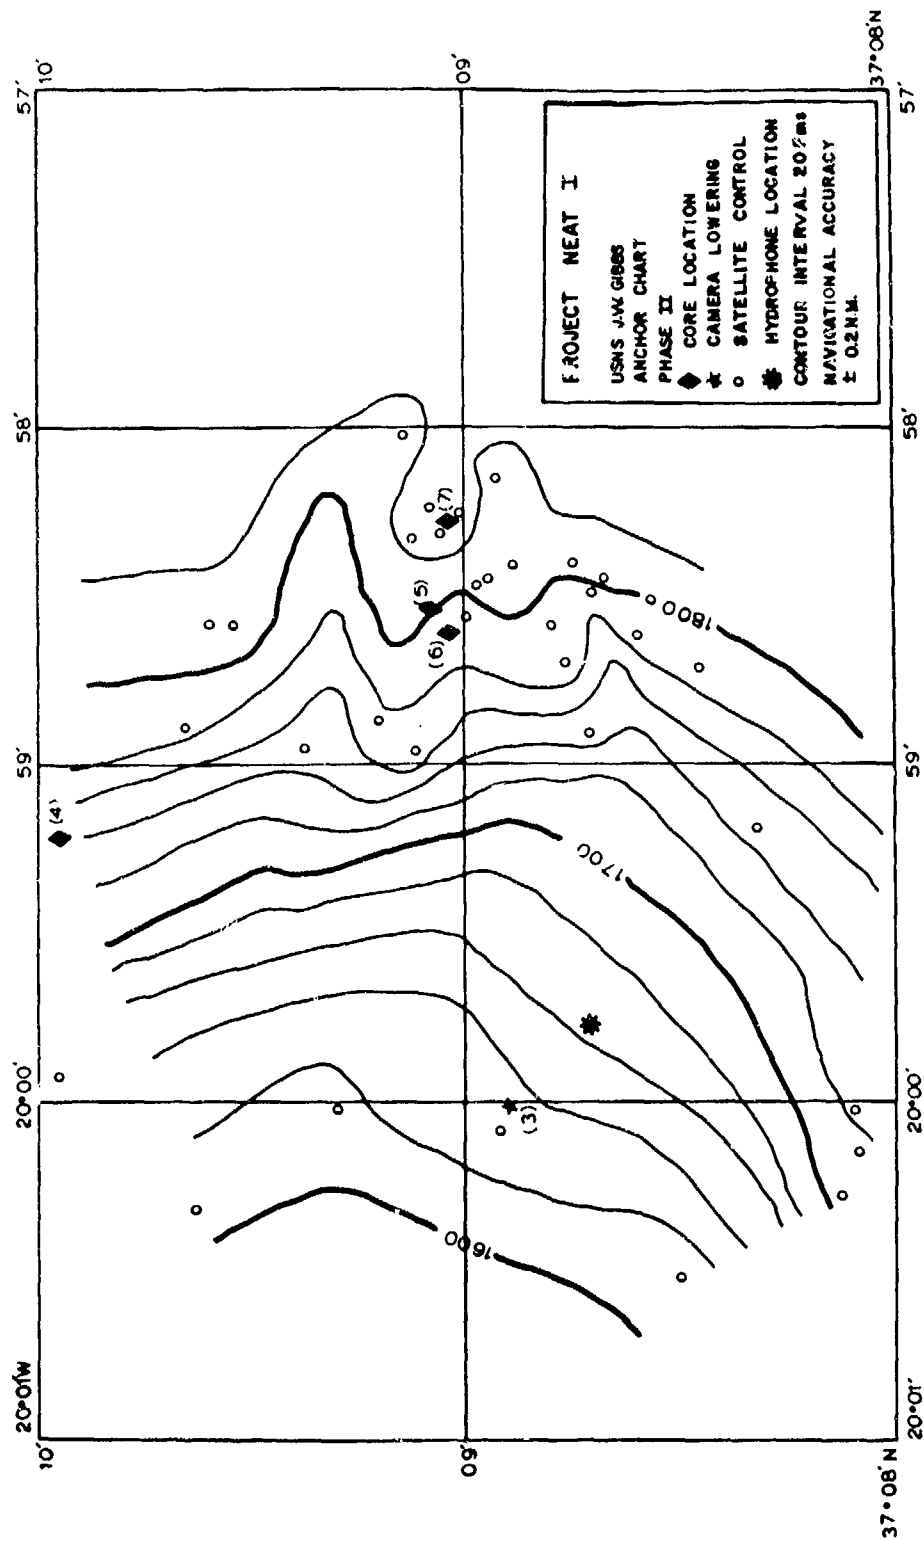 20°01'W
20°00'
59'
58'
57'
10'
10'
09'
09'
37°08'N
37°08'N
20°01'
20°00'
59'
58'
57'
(4)
(5)
(6)
(7)
(3)
1600
1700
1800
PROJECT NEAT I
USNS J.W. GIBBS
ANCHOR CHART
PHASE II
CORE LOCATION
CAMERA LOWERING
SATELLITE CONTROL
HYDROPHONE LOCATION
CONTOUR INTERVAL 20
NAVIGATIONAL ACCURACY
± 0.2 N.M.